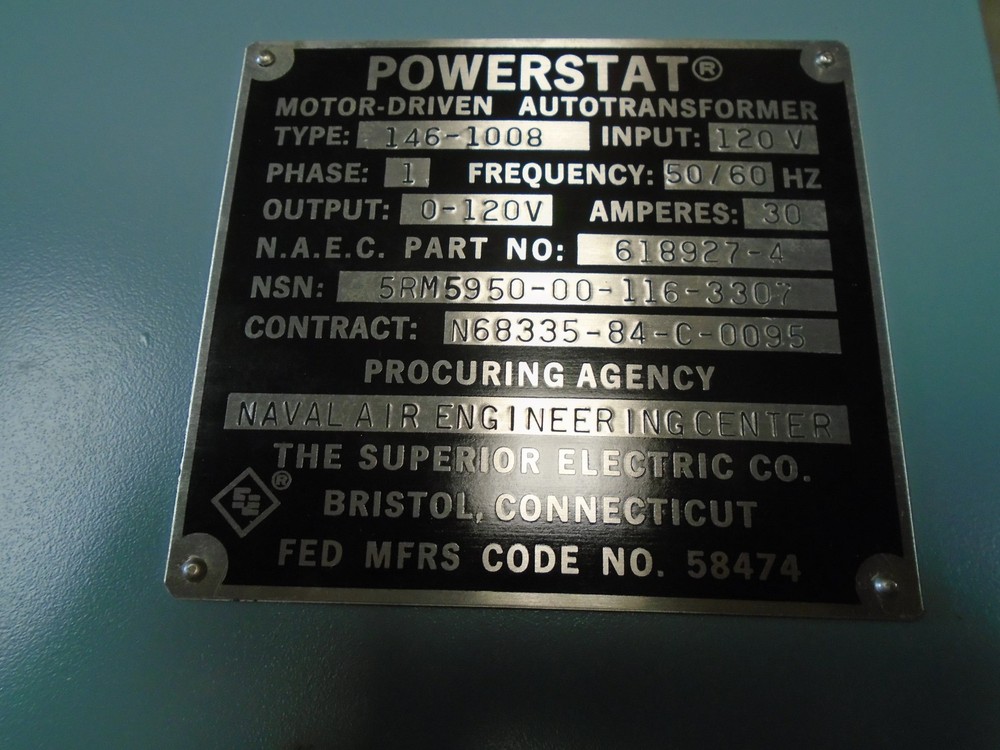 POWERSTAT®
MOTOR-DRIVEN AUTOTRANSFORMER
TYPE: 146-1008 INPUT: 120 V
PHASE: 1 FREQUENCY: 50/60 HZ
OUTPUT: 0-120V AMPERES: 30
N.A.E.C. PART NO: 618927-4
NSN: 5RM5950-00-116-3307
CONTRACT: N68335-84-C-0095
PROCURING AGENCY
NAVAL AIR ENGINEERING CENTER
THE SUPERIOR ELECTRIC CO.
SE®
BRISTOL, CONNECTICUT
FED MFRS CODE NO. 58474